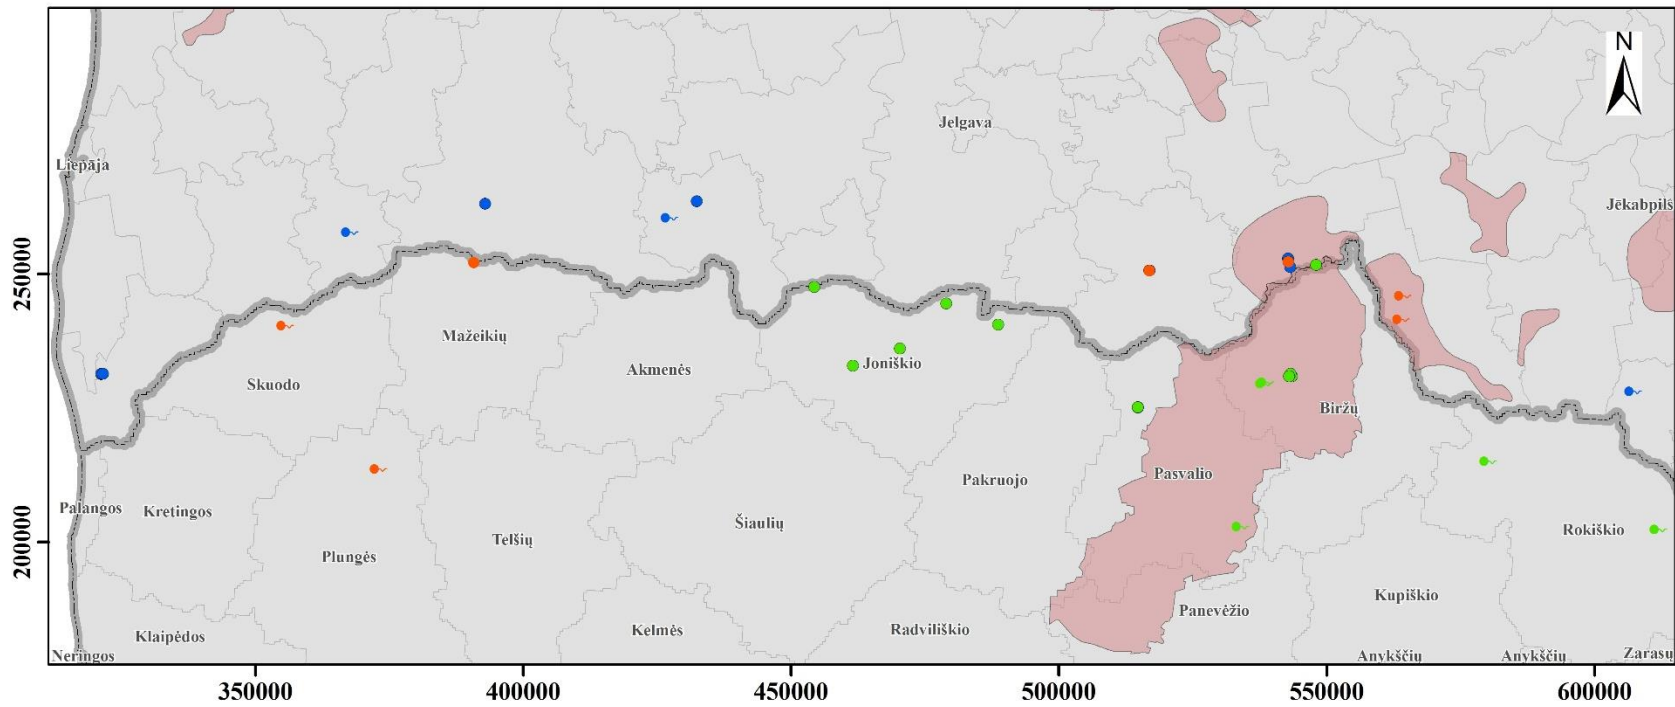 N
Jelgava
Liepāja
Jēkabpils
250000
Mažeikių
Joniškio
Akmenės
Skuodo
Biržų
Pasvalio
Pakruojo
Palangos
Kretingos
Šiaulių
Rokiškio
Telšių
200000
Plungės
Kupiškio
Panevėžio
Kelmės
Radviliškio
Klaipėdos
Neringos
Anykščių
Anykščių
Zarasų
350000
400000
450000
500000
550000
600000